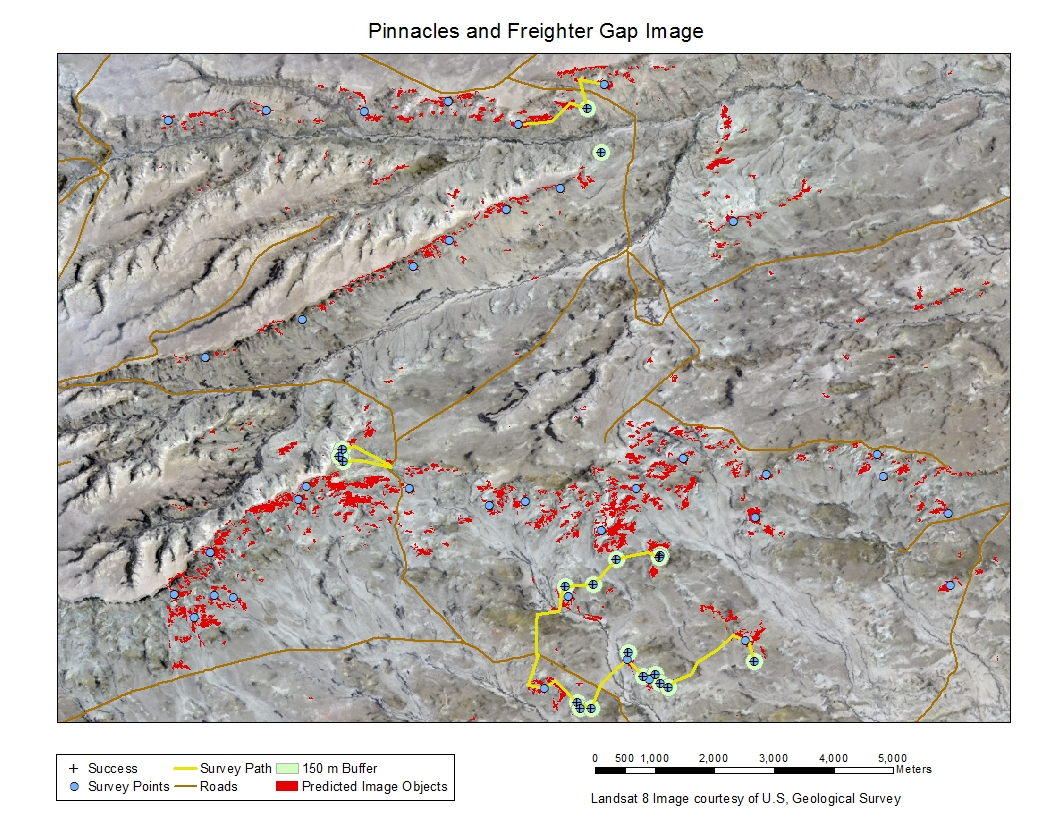 Pinnacles and Freighter Gap Image
Success Survey Path 150 m Buffer
Survey Points Roads Predicted Image Objects
0 500 1,000 2,000 3,000 4,000 5,000
Meters
Landsat 8 Image courtesy of U.S, Geological Survey